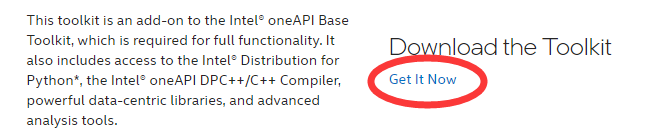 This toolkit is an add-on to the Intel® oneAPI Base
Toolkit, which is required for full functionality. It
also includes access to the Intel® Distribution for
Python*, the Intel® oneAPI DPC++/C++ Compiler,
powerful data-centric libraries, and advanced
analysis tools.
Download the Toolkit
Get It Now